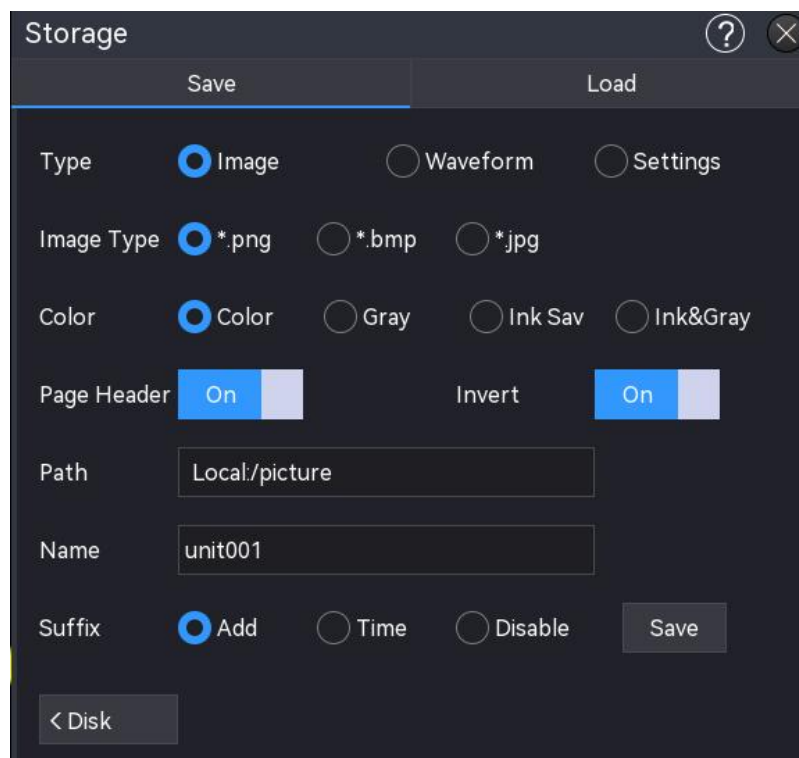 Storage ?
Save Load
Type Image Waveform Settings
Image Type *.png *.bmp *.jpg
Color Color Gray Ink Sav Ink&Gray
Page Header On Invert On
Path Local:/picture
Name unit001
Suffix Add Time Disable Save
< Disk